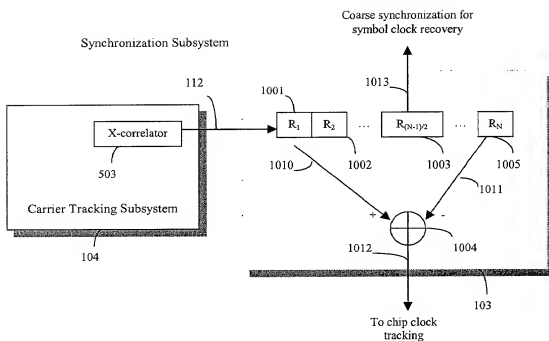 Coarse synchronization for
symbol clock recovery
Synchronization Subsystem
112
1001
1013
X-correlator
503
R1
R2
...
R(N-1)/2
...
RN
1002
1003
1005
1010
1011
Carrier Tracking Subsystem
104
+
-
1012
1004
103
To chip clock
tracking